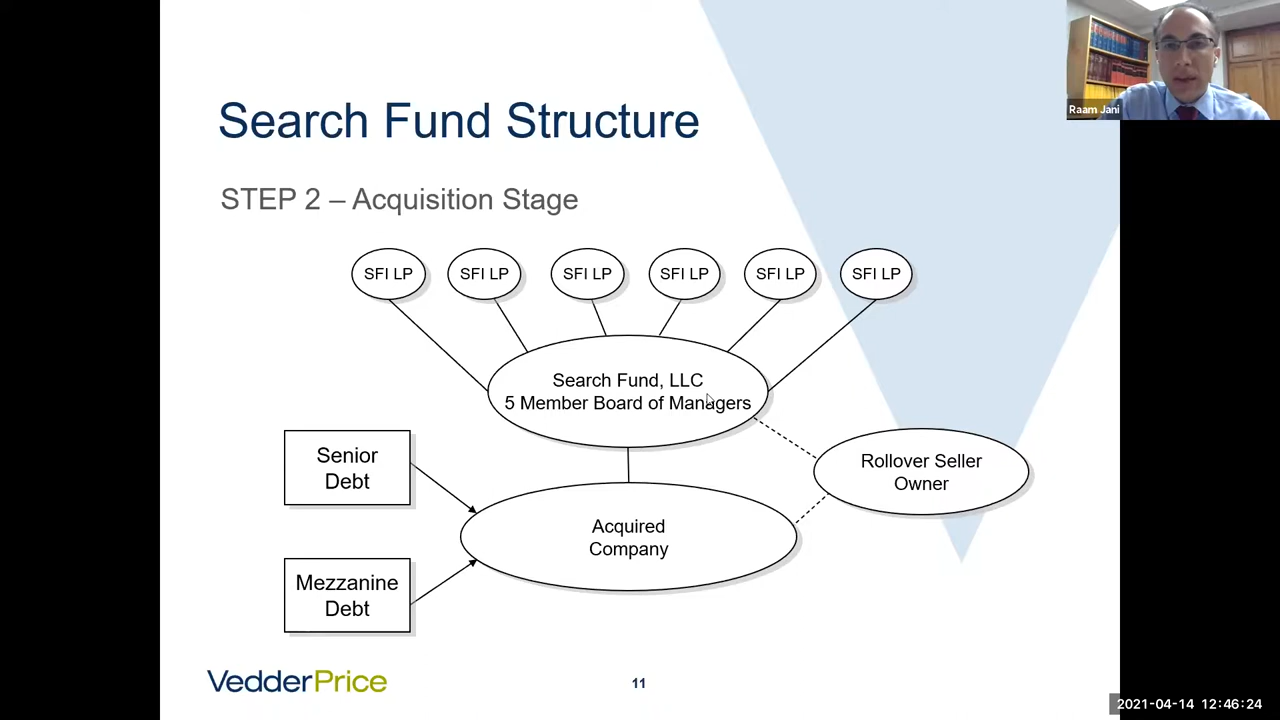 Search Fund Structure
Raam Jani
STEP 2 – Acquisition Stage
SFI LP
SFI LP
SFI LP
SFI LP
SFI LP
SFI LP
Search Fund, LLC
5 Member Board of Managers
Senior
Debt
Rollover Seller
Owner
Acquired
Company
Mezzanine
Debt
VedderPrice
11
2021-04-14 12:46:24